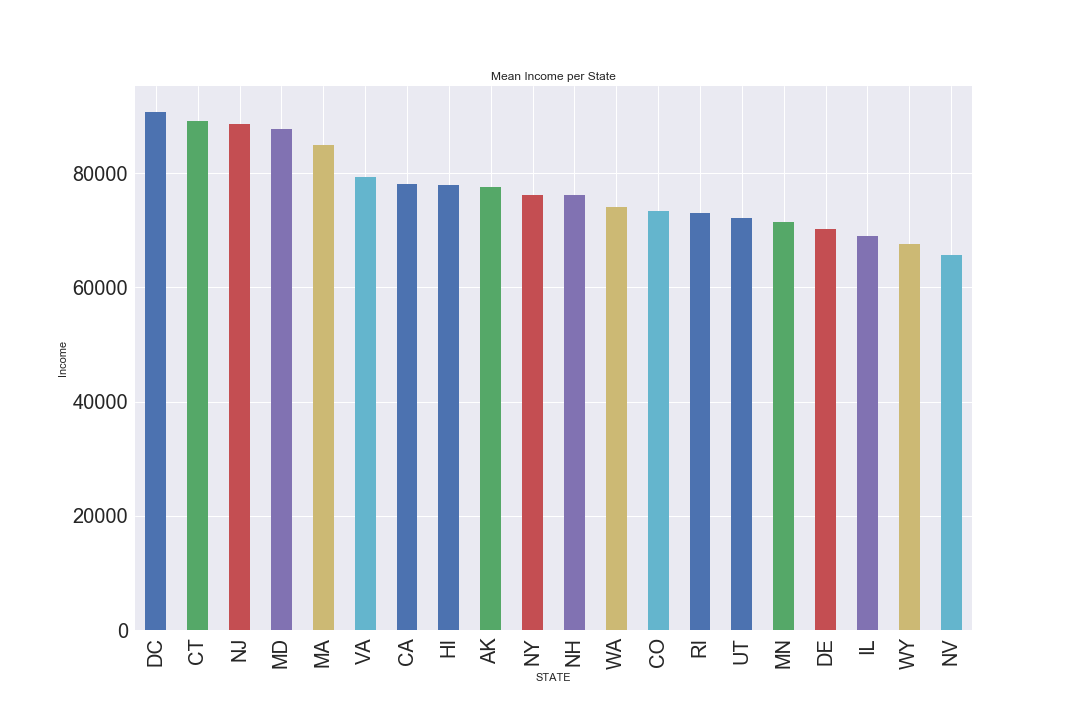 Mean Income per State
Income
80000
60000
40000
20000
0
DC CT NJ MD MA VA CA HI AK NY NH WA CO RI UT MN DE IL WY NV
STATE